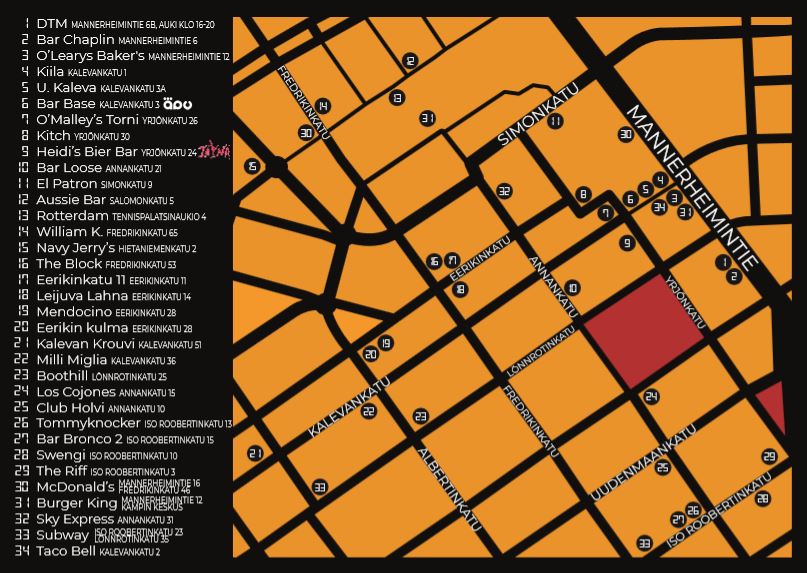 1 DTM MANNERHEIMINTIE 6B, AUKI KLO 16-20
2 Bar Chaplin MANNERHEIMINTIE 6
3 O'Learys Baker's MANNERHEIMINTIE 12
4 Kiila KALEVANKATU 1
5 U. Kaleva KALEVANKATU 3A
6 Bar Base KALEVANKATU 3 äpu
7 O'Malley's Torni YRJÖNKATU 26
8 Kitch YRJÖNKATU 30
9 Heidi's Bier Bar YRJÖNKATU 24
10 Bar Loose ANNANKATU 21
11 El Patron SIMONKATU 9
12 Aussie Bar SALOMONKATU 5
13 Rotterdam TENNISPALATSINAUKIO 4
14 William K. FREDRIKINKATU 65
15 Navy Jerry's HIETANIEMENKATU 2
16 The Block FREDRIKINKATU 53
17 Eerikinkatu 11 EERIKINKATU 11
18 Leijuva Lahna EERIKINKATU 14
19 Mendocino EERIKINKATU 28
20 Eerikin kulma EERIKINKATU 28
21 Kalevan Krouvi KALEVANKATU 51
22 Milli Miglia KALEVANKATU 36
23 Boothill LÖNNROTINKATU 25
24 Los Cojones ANNANKATU 15
25 Club Holvi ANNANKATU 10
26 Tommyknocker ISO ROOBERTINKATU 13
27 Bar Bronco 2 ISO ROOBERTINKATU 15
28 Swengi ISO ROOBERTINKATU 10
29 The Riff ISO ROOBERTINKATU 3
30 McDonald's MANNERHEIMINTIE 16
FREDRIKINKATU 46
31 Burger King MANNERHEIMINTIE 12
KAMPIN KESKUS
32 Sky Express ANNANKATU 31
33 Subway ISO ROOBERTINKATU 23
LÖNNROTINKATU 35
34 Taco Bell KALEVANKATU 2
12
FREDRIKINKATU
13
14
31
30
15
SIMONKATU
11
30
MANNERHEIMINTIE
32
8
7
6
5
4
3
34
31
9
1
2
16
17
EERIKINKATU
18
ANNANKATU
10
YRJÖNKATU
19
20
LÖNNROTINKATU
FREDRIKINKATU
KALEVANKATU
22
23
24
21
ALBERTINKATU
33
UUDENMAANKATU
25
29
28
ISO ROOBERTINKATU
26
27
33